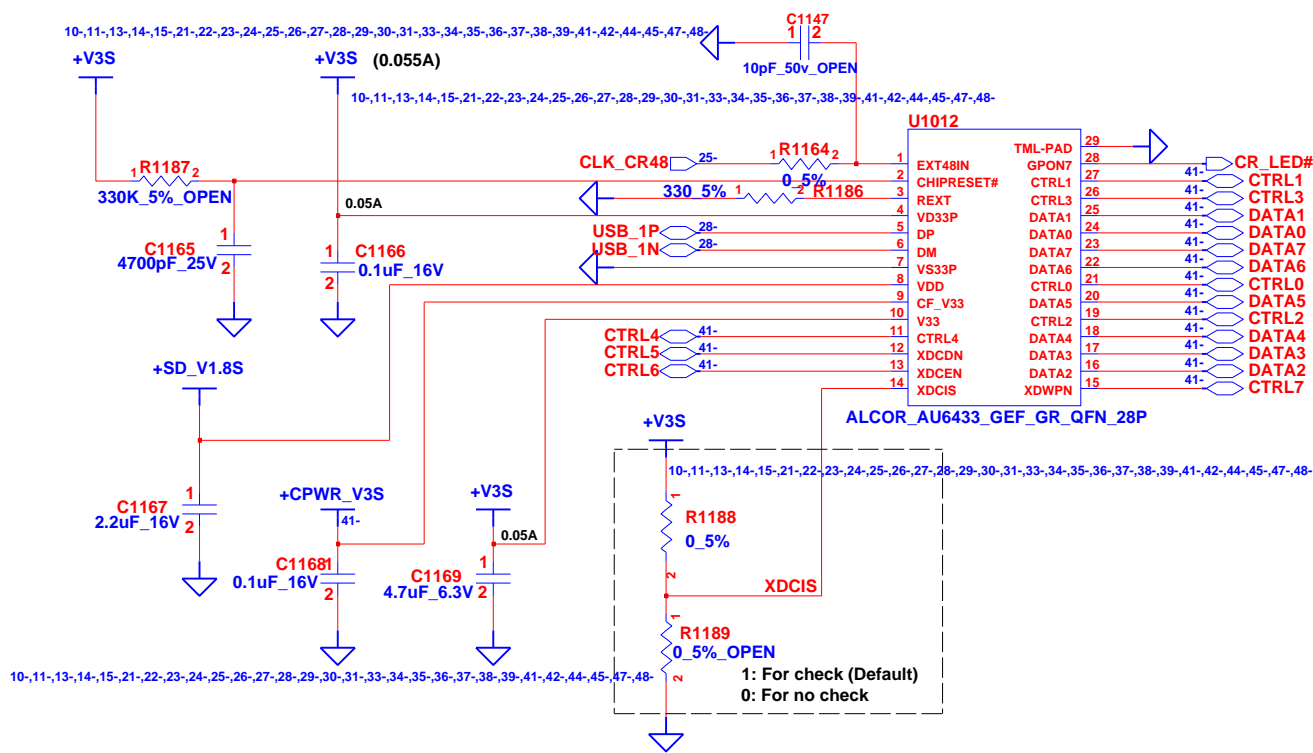 C1147
1 2
10pF_50v_OPEN
10-,11-,13-,14-,15-,21-,22-,23-,24-,25-,26-,27-,28-,29-,30-,31-,33-,34-,35-,36-,37-,38-,39-,41-,42-,44-,45-,47-,48-
+V3S
+V3S
(0.055A)
10-,11-,13-,14-,15-,21-,22-,23-,24-,25-,26-,27-,28-,29-,30-,31-,33-,34-,35-,36-,37-,38-,39-,41-,42-,44-,45-,47-,48-
R1187
1 2
330K_5%_OPEN
CLK_CR48 25-
R1164
1 2
0_5%
330_5%
1 2
R1186
0.05A
C1165
1
4700pF_25V
2
C1166
1
0.1uF_16V
2
USB_1P 28-
USB_1N 28-
CTRL4 41-
CTRL5 41-
CTRL6 41-
U1012
1 EXT48IN
2 CHIPRESET#
3 REXT
4 VD33P
5 DP
6 DM
7 VS33P
8 VDD
9 CF_V33
10 V33
11 CTRL4
12 XDCDN
13 XDCEN
14 XDCIS
TML-PAD 29
GPON7 28 CR_LED#
CTRL1 27 41- CTRL1
CTRL3 26 41- CTRL3
DATA1 25 41- DATA1
DATA0 24 41- DATA0
DATA7 23 41- DATA7
DATA6 22 41- DATA6
CTRL0 21 41- CTRL0
DATA5 20 41- DATA5
CTRL2 19 41- CTRL2
DATA4 18 41- DATA4
DATA3 17 41- DATA3
DATA2 16 41- DATA2
XDWPN 15 41- CTRL7
ALCOR_AU6433_GEF_GR_QFN_28P
+SD_V1.8S
C1167
1
2.2uF_16V
2
+CPWR_V3S
41-
C1168
1
0.1uF_16V
2
+V3S
0.05A
C1169
1
4.7uF_6.3V
2
10-,11-,13-,14-,15-,21-,22-,23-,24-,25-,26-,27-,28-,29-,30-,31-,33-,34-,35-,36-,37-,38-,39-,41-,42-,44-,45-,47-,48-
+V3S
10-,11-,13-,14-,15-,21-,22-,23-,24-,25-,26-,27-,28-,29-,30-,31-,33-,34-,35-,36-,37-,38-,39-,41-,42-,44-,45-,47-,48-
1
R1188
0_5%
2
XDCIS
1
R1189
0_5%_OPEN
2
1: For check (Default)
0: For no check